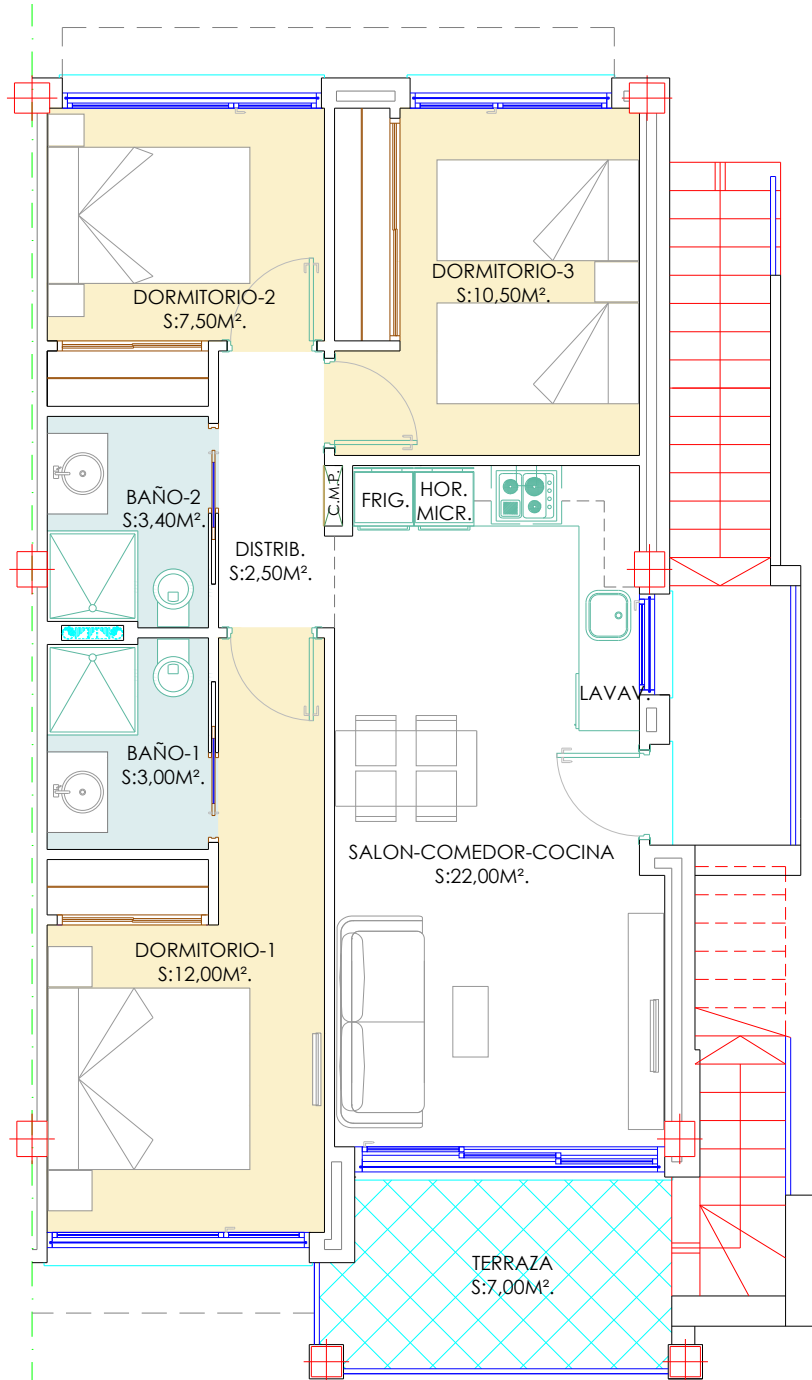 DORMITORIO-2
S:7,50M².
DORMITORIO-3
S:10,50M².
C.M.P.
FRIG.
HOR.
MICR.
BAÑO-2
S:3,40M².
DISTRIB.
S:2,50M².
LAVAV.
BAÑO-1
S:3,00M².
SALON-COMEDOR-COCINA
S:22,00M².
DORMITORIO-1
S:12,00M².
TERRAZA
S:7,00M².